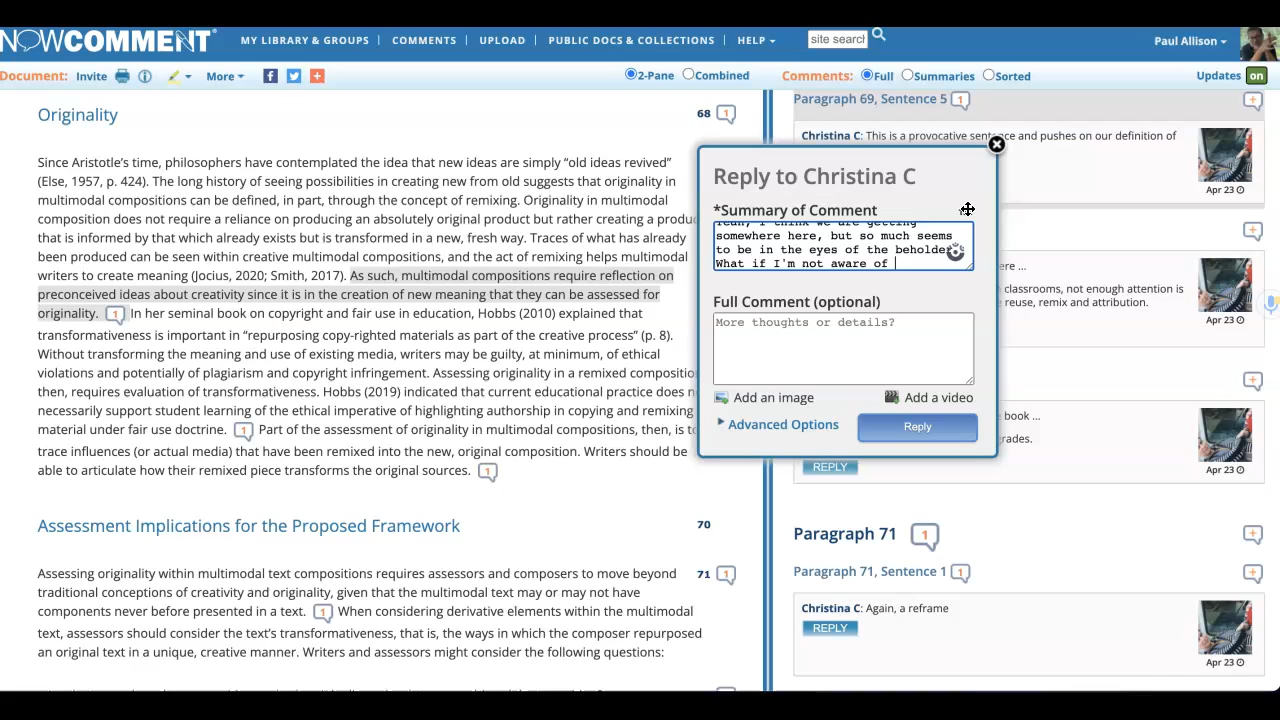 NOWCOMMENT®
MY LIBRARY & GROUPS | COMMENTS | UPLOAD | PUBLIC DOCS & COLLECTIONS | HELP
site search
Paul Allison
Document: Invite
More
2-Pane Combined
Comments: Full Summaries Sorted
Updates on
Originality
68 1
Since Aristotle's time, philosophers have contemplated the idea that new ideas are simply “old ideas revived”
(Else, 1957, p. 424). The long history of seeing possibilities in creating new from old suggests that originality in
multimodal compositions can be defined, in part, through the concept of remixing. Originality in multimodal
composition does not require a reliance on producing an absolutely original product but rather creating a produ
that is informed by that which already exists but is transformed in a new, fresh way. Traces of what has already
been produced can be seen within creative multimodal compositions, and the act of remixing helps multimodal
writers to create meaning (Jocius, 2020; Smith, 2017). As such, multimodal compositions require reflection on
preconceived ideas about creativity since it is in the creation of new meaning that they can be assessed for
originality. 1 In her seminal book on copyright and fair use in education, Hobbs (2010) explained that
transformativeness is important in “repurposing copy-righted materials as part of the creative process” (p. 8).
Without transforming the meaning and use of existing media, writers may be guilty, at minimum, of ethical
violations and potentially of plagiarism and copyright infringement. Assessing originality in a remixed compositio
then, requires evaluation of transformativeness. Hobbs (2019) indicated that current educational practice does n
necessarily support student learning of the ethical imperative of highlighting authorship in copying and remixing
material under fair use doctrine. 1 Part of the assessment of originality in multimodal compositions, then, is to
trace influences (or actual media) that have been remixed into the new, original composition. Writers should be
able to articulate how their remixed piece transforms the original sources. 1
Assessment Implications for the Proposed Framework
70
Assessing originality within multimodal text compositions requires assessors and composers to move beyond
71 1
traditional conceptions of creativity and originality, given that the multimodal text may or may not have
components never before presented in a text. 1 When considering derivative elements within the multimodal
text, assessors should consider the text's transformativeness, that is, the ways in which the composer repurposed
an original text in a unique, creative manner. Writers and assessors might consider the following questions:
Reply to Christina C
*Summary of Comment
Yeah, I think we are getting
somewhere here, but so much seems
to be in the eyes of the beholde
What if I'm not aware of
Full Comment (optional)
More thoughts or details?
Add an image
Add a video
Advanced Options
Reply
Paragraph 69, Sentence 5 1
Christina C: This is a provocative sentence and pushes on our definition of
Apr 23
ere ...
classrooms, not enough attention is
reuse, remix and attribution.
Apr 23
book ...
grades.
REPLY
Apr 23
Paragraph 71 1
Paragraph 71, Sentence 1 1
Christina C: Again, a reframe
REPLY
Apr 23